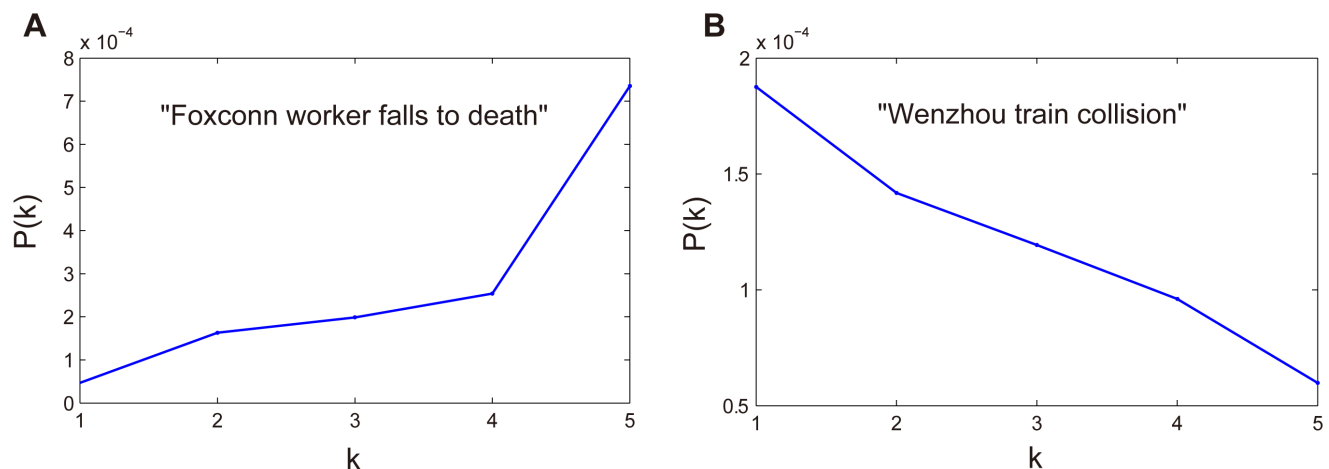 A
x 10⁻⁴
8
7
6
5
4
3
2
1
0
P(k)
"Foxconn worker falls to death"
1 2 3 4 5
k
B
x 10⁻⁴
2
1.5
1
0.5
P(k)
"Wenzhou train collision"
1 2 3 4 5
k